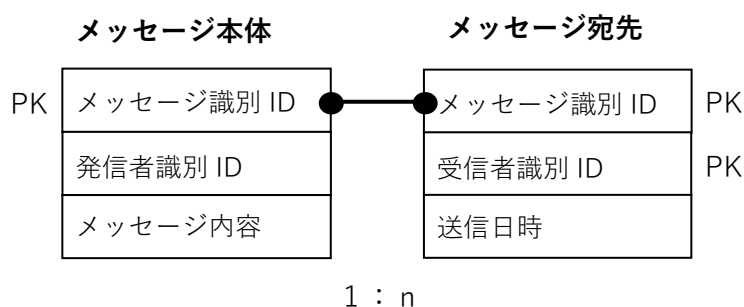 メッセージ本体 メッセージ宛先
PK メッセージ識別 ID メッセージ識別 ID PK
発信者識別 ID 受信者識別 ID PK
メッセージ内容 送信日時
1 : n